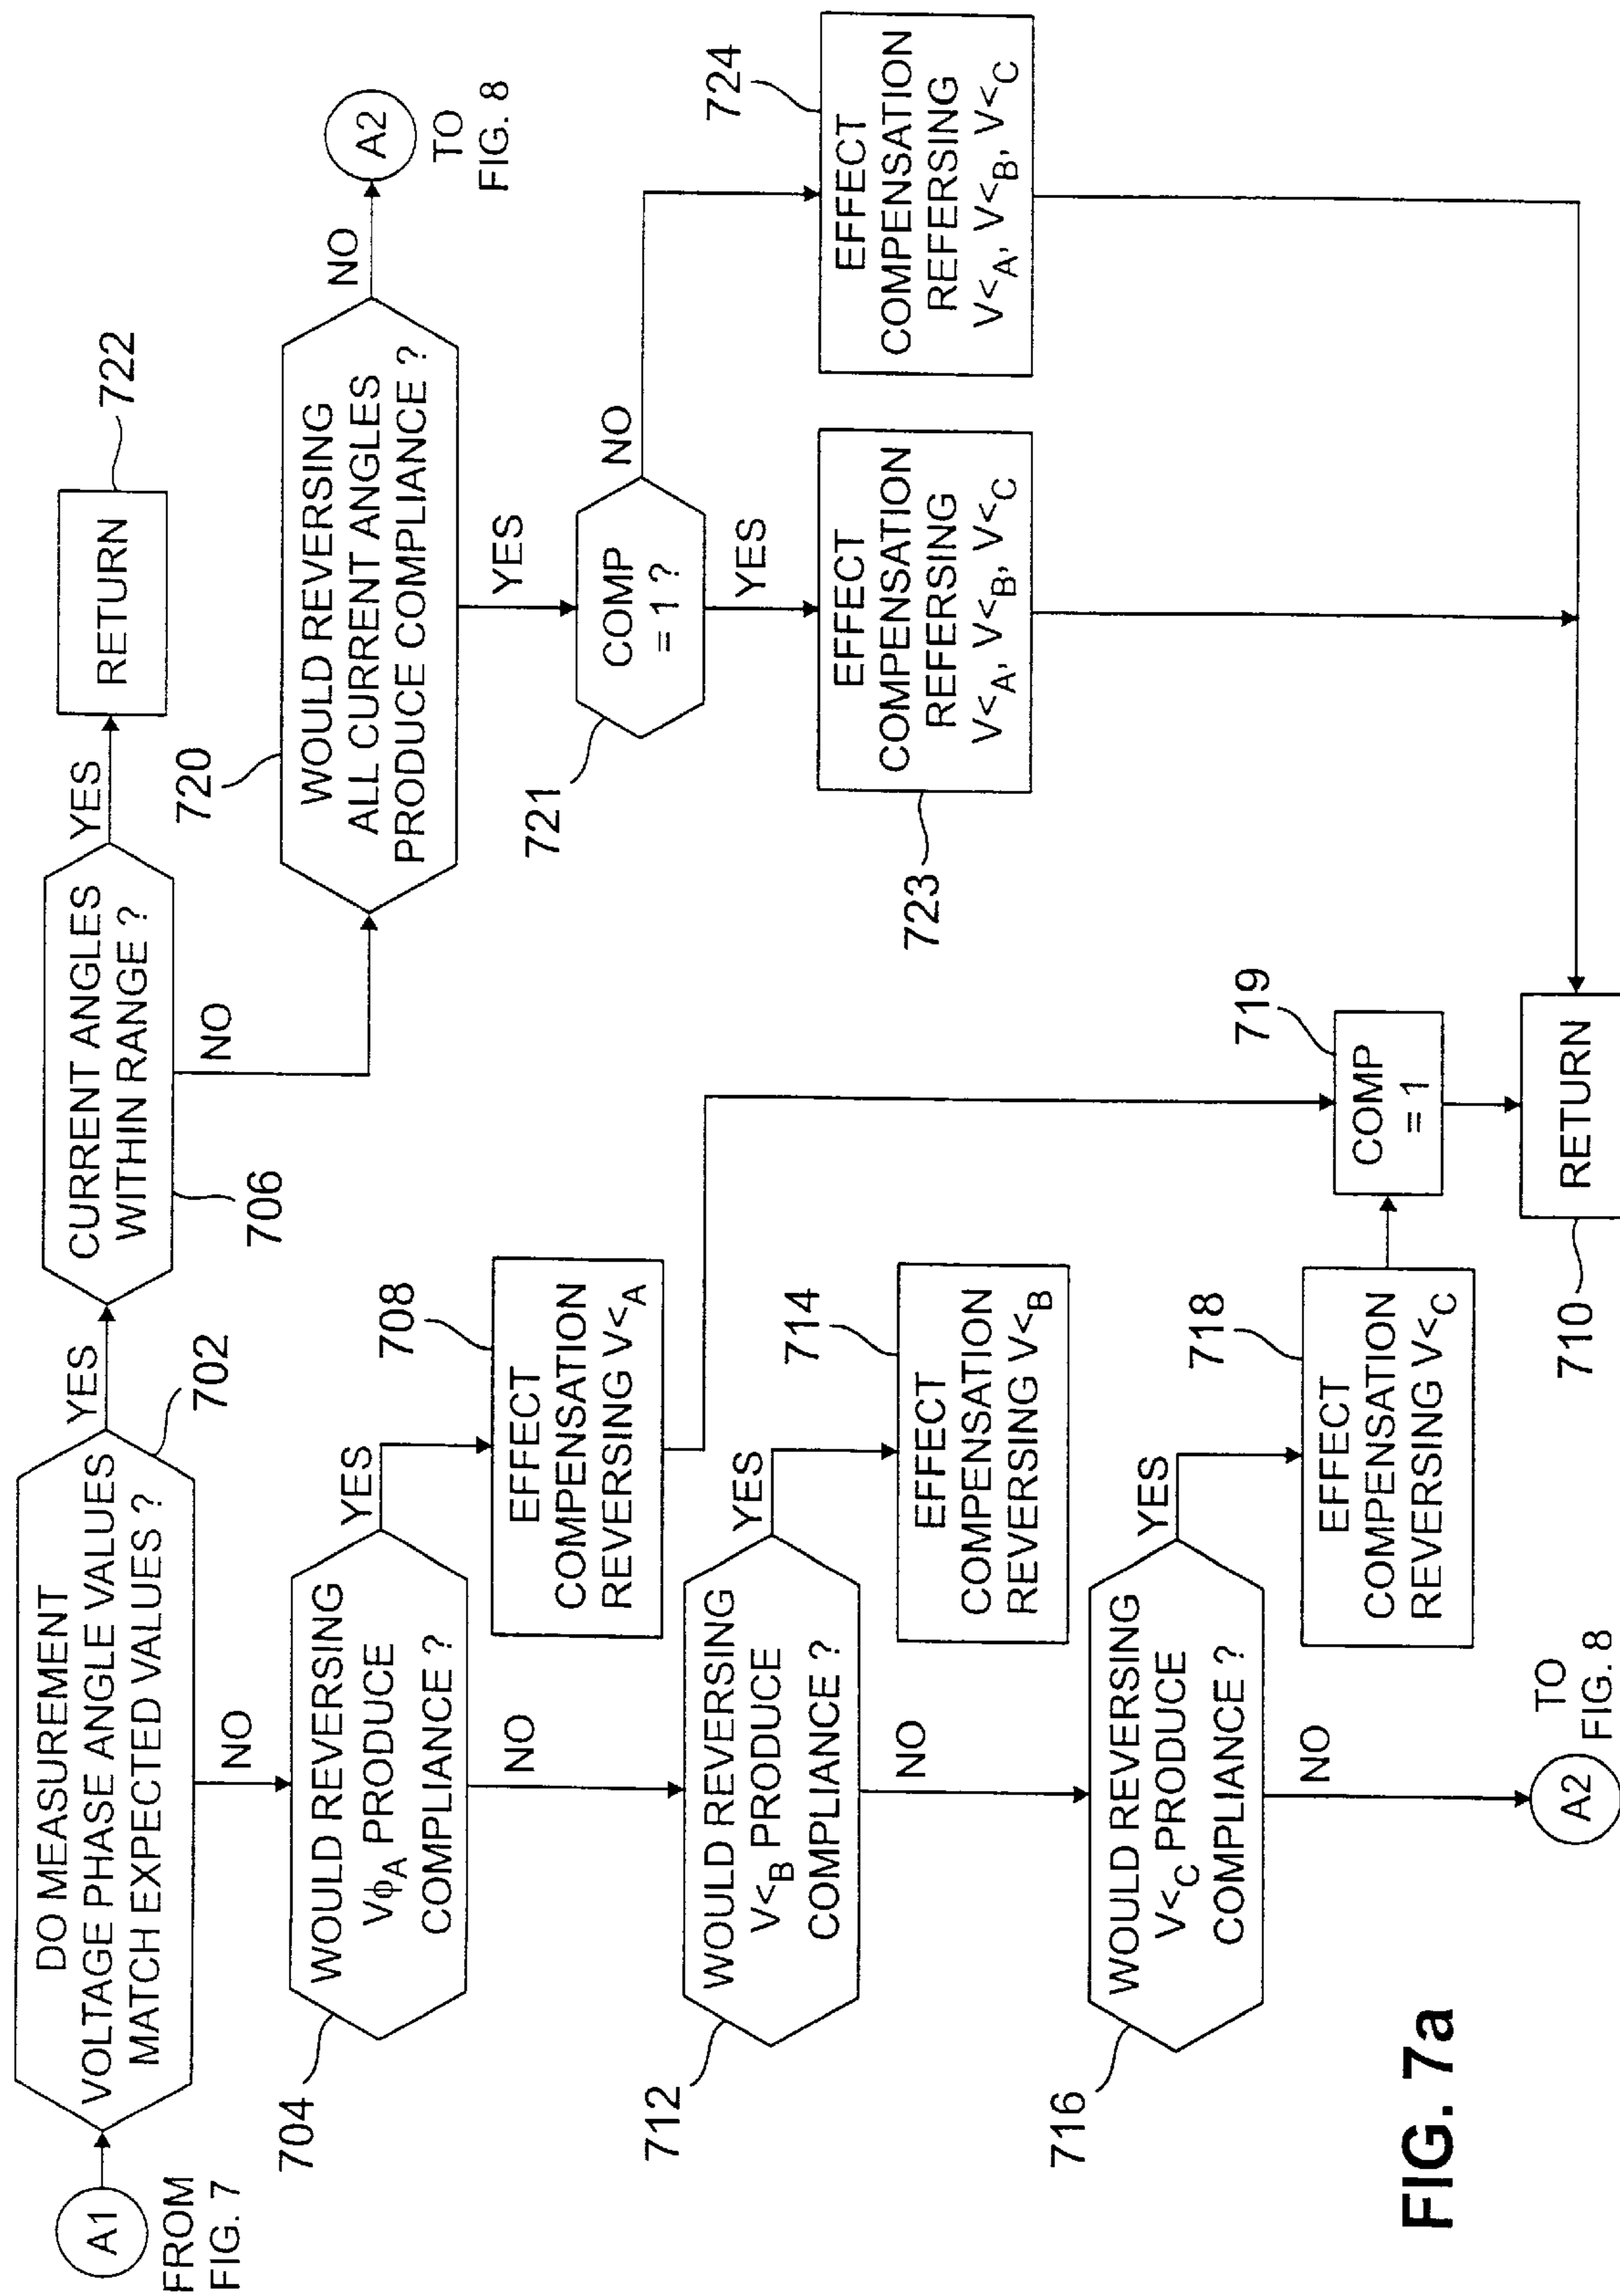 A1
FROM
FIG. 7
DO MEASUREMENT
VOLTAGE PHASE ANGLE VALUES
MATCH EXPECTED VALUES ?
702
YES
NO
CURRENT ANGLES
WITHIN RANGE ?
706
YES
NO
RETURN
722
WOULD REVERSING
VϕA PRODUCE
COMPLIANCE ?
704
YES
NO
EFFECT
COMPENSATION
REVERSING V<A
708
WOULD REVERSING
ALL CURRENT ANGLES
PRODUCE COMPLIANCE ?
720
NO
YES
A2
TO
FIG. 8
COMP
= 1 ?
721
NO
YES
WOULD REVERSING
V<B PRODUCE
COMPLIANCE ?
712
YES
NO
EFFECT
COMPENSATION
REVERSING V<B
714
EFFECT
COMPENSATION
REFERSING
V<A, V<B, V<C
723
EFFECT
COMPENSATION
REFERSING
V<A, V<B, V<C
724
WOULD REVERSING
V<C PRODUCE
COMPLIANCE ?
716
YES
NO
EFFECT
COMPENSATION
REVERSING V<C
718
COMP
= 1
719
A2
TO
FIG. 8
RETURN
710
FIG. 7a